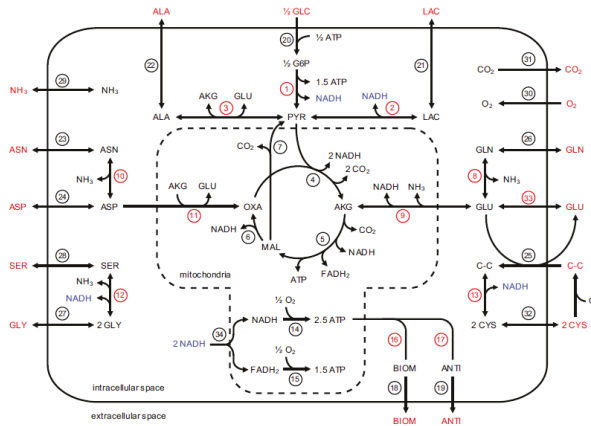 ALA ½ GLC LAC
20 ½ ATP
22 21 31
CO₂ CO₂
½ G6P
29 1 1.5 ATP
NH₃ NH₃ AKG GLU NADH NADH 30
O₂ O₂
3 2
ALA PYR LAC
23 CO₂ 7 26
ASN ASN 2 NADH GLN GLN
4 2 CO₂
NH₃ 10 AKG GLU NADH NH₃ 8 NH₃
24 33
ASP ASP OXA AKG GLU GLU
11 9
NADH 6 5 CO₂
28 MAL NADH 25
SER SER FADH₂ C-C C-C
mitochondria ATP
NH₃ ½ O₂ 13 NADH
NADH 12
27 NADH 2.5 ATP 32
GLY 2 GLY 34 14 2 CYS 2 CYS
2 NADH ½ O₂ 16 17
FADH₂ 1.5 ATP BIOM ANTI
15
intracellular space 18 19
extracellular space BIOM ANTI